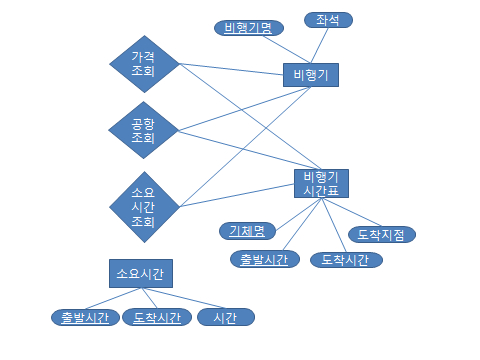 비행기명
좌석
가격
조회
비행기
공항
조회
소요
시간
조회
비행기
시간표
기체명
도착지점
출발시간
도착시간
소요시간
출발시간
도착시간
시간